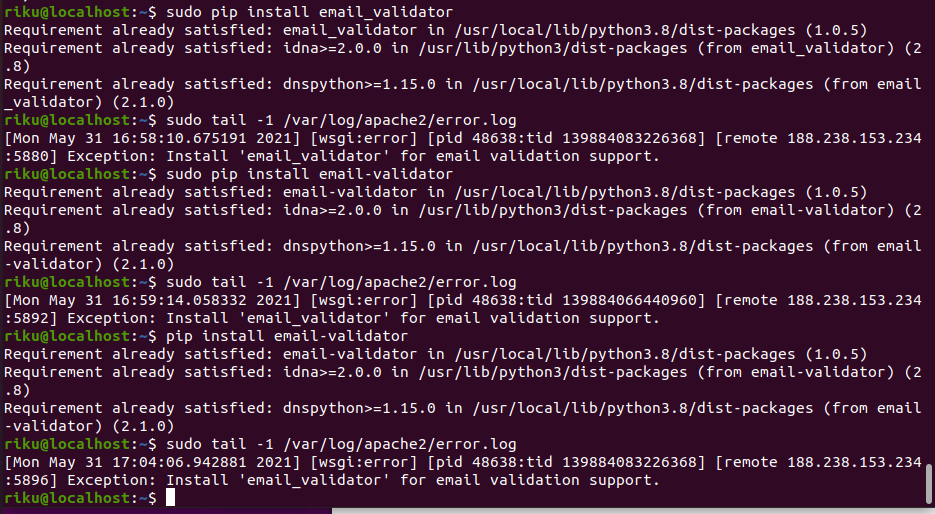 riku@localhost:~$ sudo pip install email_validator
Requirement already satisfied: email_validator in /usr/local/lib/python3.8/dist-packages (1.0.5)
Requirement already satisfied: idna>=2.0.0 in /usr/lib/python3/dist-packages (from email_validator) (2
.8)
Requirement already satisfied: dnspython>=1.15.0 in /usr/local/lib/python3.8/dist-packages (from email
_validator) (2.1.0)
riku@localhost:~$ sudo tail -1 /var/log/apache2/error.log
[Mon May 31 16:58:10.675191 2021] [wsgi:error] [pid 48638:tid 139884083226368] [remote 188.238.153.234
:5880] Exception: Install 'email_validator' for email validation support.
riku@localhost:~$ sudo pip install email-validator
Requirement already satisfied: email-validator in /usr/local/lib/python3.8/dist-packages (1.0.5)
Requirement already satisfied: idna>=2.0.0 in /usr/lib/python3/dist-packages (from email-validator) (2
.8)
Requirement already satisfied: dnspython>=1.15.0 in /usr/local/lib/python3.8/dist-packages (from email
-validator) (2.1.0)
riku@localhost:~$ sudo tail -1 /var/log/apache2/error.log
[Mon May 31 16:59:14.058332 2021] [wsgi:error] [pid 48638:tid 139884066440960] [remote 188.238.153.234
:5892] Exception: Install 'email_validator' for email validation support.
riku@localhost:~$ pip install email-validator
Requirement already satisfied: email-validator in /usr/local/lib/python3.8/dist-packages (1.0.5)
Requirement already satisfied: idna>=2.0.0 in /usr/lib/python3/dist-packages (from email-validator) (2
.8)
Requirement already satisfied: dnspython>=1.15.0 in /usr/local/lib/python3.8/dist-packages (from email
-validator) (2.1.0)
riku@localhost:~$ sudo tail -1 /var/log/apache2/error.log
[Mon May 31 17:04:06.942881 2021] [wsgi:error] [pid 48638:tid 139884083226368] [remote 188.238.153.234
:5896] Exception: Install 'email_validator' for email validation support.
riku@localhost:~$